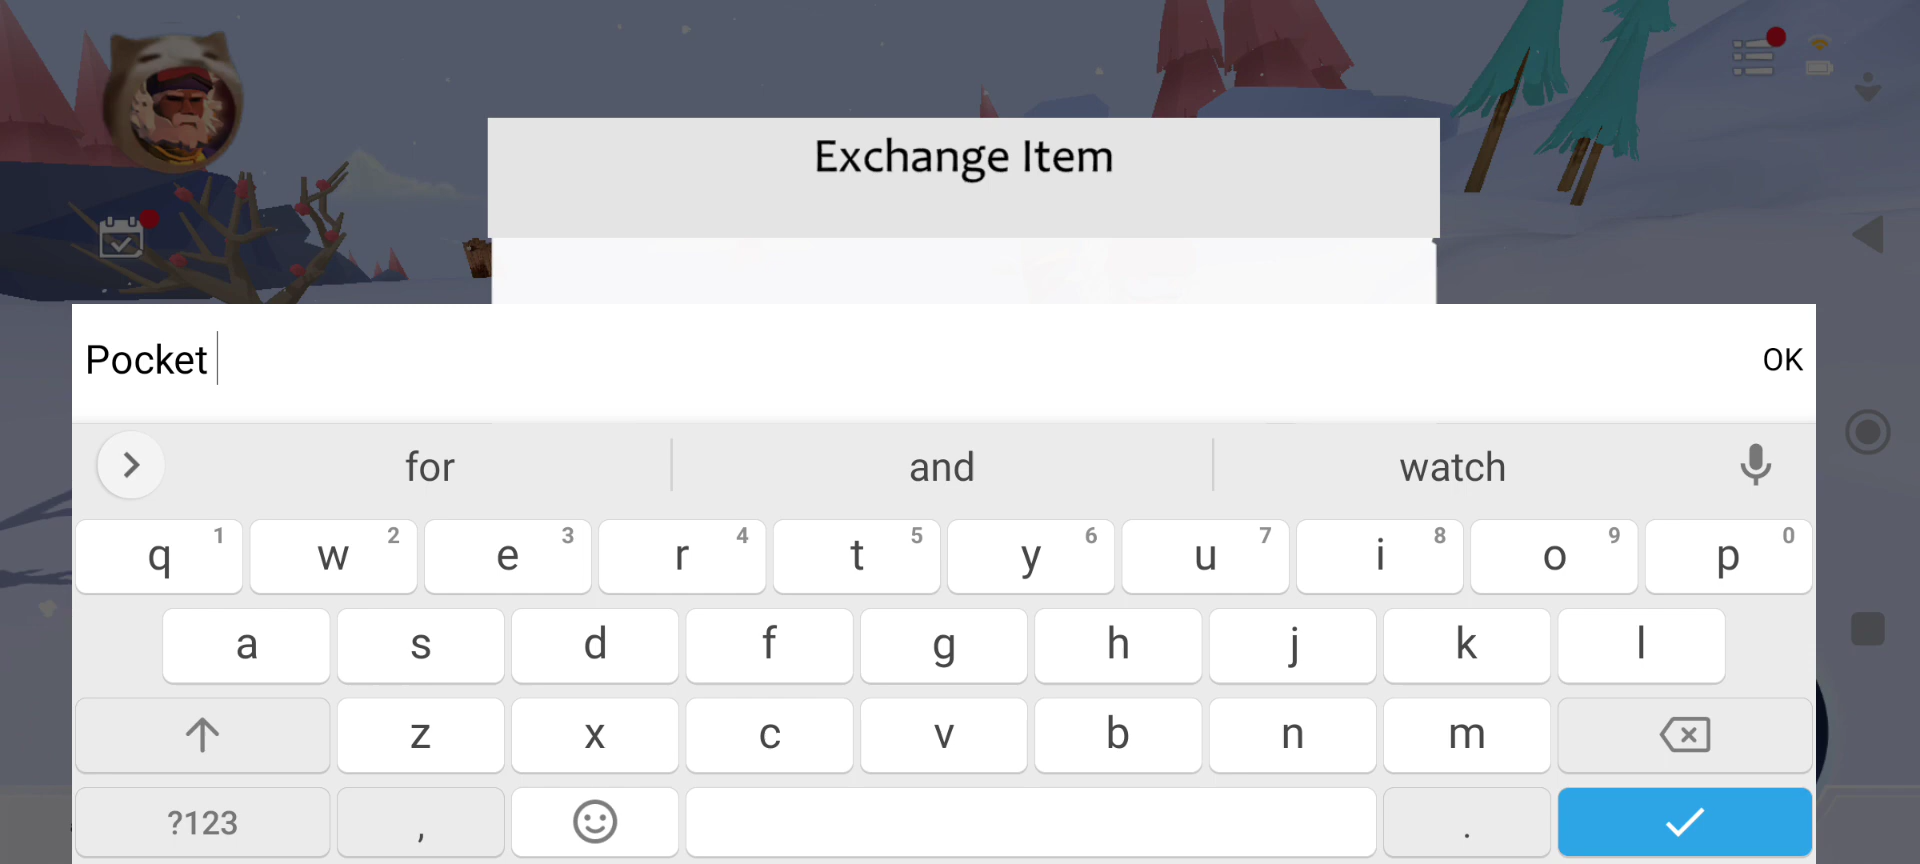 Exchange Item
Pocket
OK
for and watch
q 1 w 2 e 3 r 4 t 5 y 6 u 7 i 8 o 9 p 0
a s d f g h j k l
z x c v b n m
?123 , .